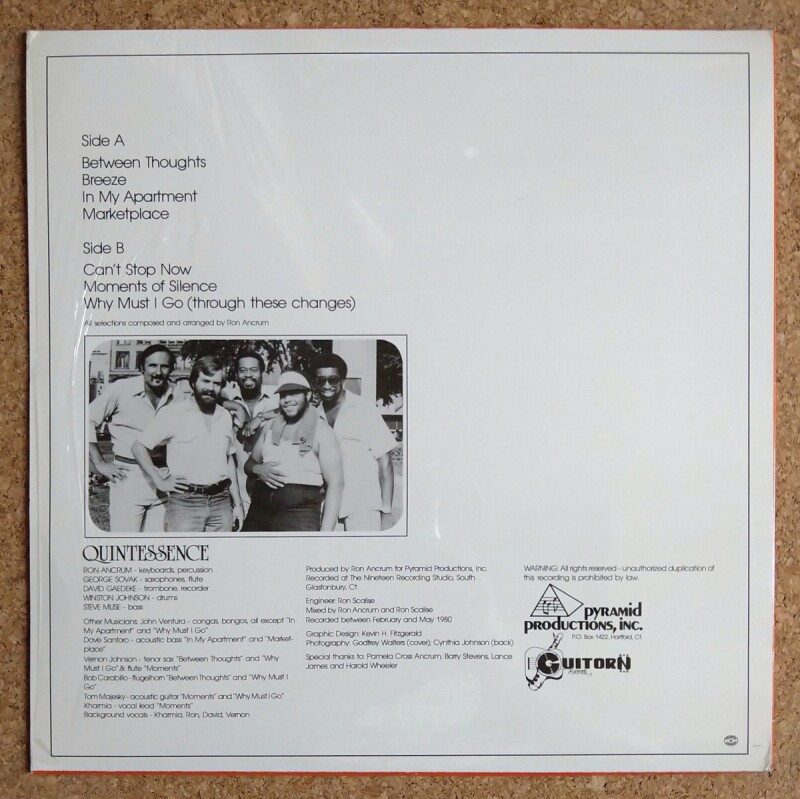 Side A
Between Thoughts
Breeze
In My Apartment
Marketplace
Side B
Can't Stop Now
Moments of Silence
Why Must I Go (through these changes)
All selections composed and arranged by Ron Ancrum
QUINTESSENCE
RON ANCRUM - keyboards, percussion
GEORGE SOVAK - saxophones, flute
DAVID GAEDEKE - trombone, recorder
WINSTON JOHNSON - drums
STEVE MUSE - bass
Other Musicians: John Ventura - congas, bongos, all except "In
My Apartment" and "Why Must I Go"
Dave Santoro - acoustic bass "In My Apartment" and "Market-
place"
Vernon Johnson - tenor sax "Between Thoughts" and "Why
Must I Go" & flute "Moments"
Bob Carabillo - flugelhorn "Between Thoughts" and "Why Must I
Go"
Tom Majesky - acoustic guitar "Moments" and "Why Must I Go"
Kharmia - vocal lead "Moments"
Background vocals - Kharmia, Ron, David, Vernon
Produced by Ron Ancrum for Pyramid Productions, Inc.
Recorded at The Nineteen Recording Studio, South
Glastonbury, Ct.
Engineer: Ron Scalise
Mixed by Ron Ancrum and Ron Scalise
Recorded between February and May 1980
Graphic Design: Kevin H. Fitzgerald
Photography: Godfrey Walters (cover); Cynthia Johnson (back)
Special thanks to: Pamela Cross Ancrum, Barry Stevens, Lance
James and Harold Wheeler
WARNING: All rights reserved - unauthorized duplication of
this recording is prohibited by law.
pyramid
PRODUCTIONS, INC.
P.O. Box 1422, Hartford, CT
GUITORN